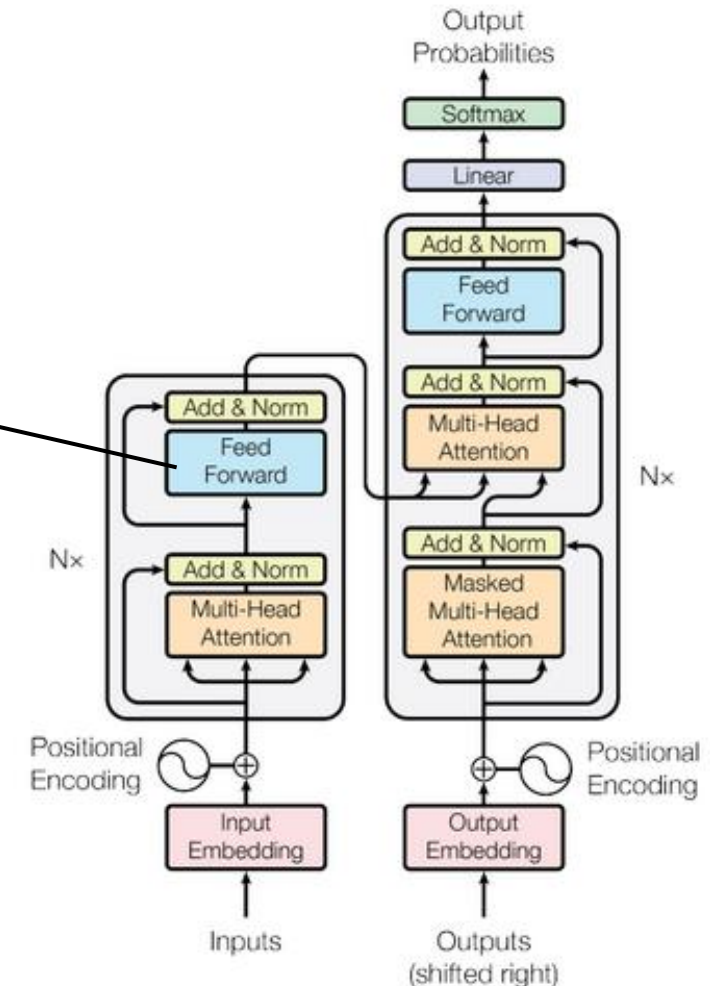 Output
Probabilities
Softmax
Linear
Add & Norm
Feed
Forward
Add & Norm
Multi-Head
Attention
Add & Norm
Feed
Forward
Nx
Add & Norm
Masked
Multi-Head
Attention
Nx
Add & Norm
Multi-Head
Attention
Positional
Encoding
Positional
Encoding
Input
Embedding
Output
Embedding
Inputs
Outputs
(shifted right)